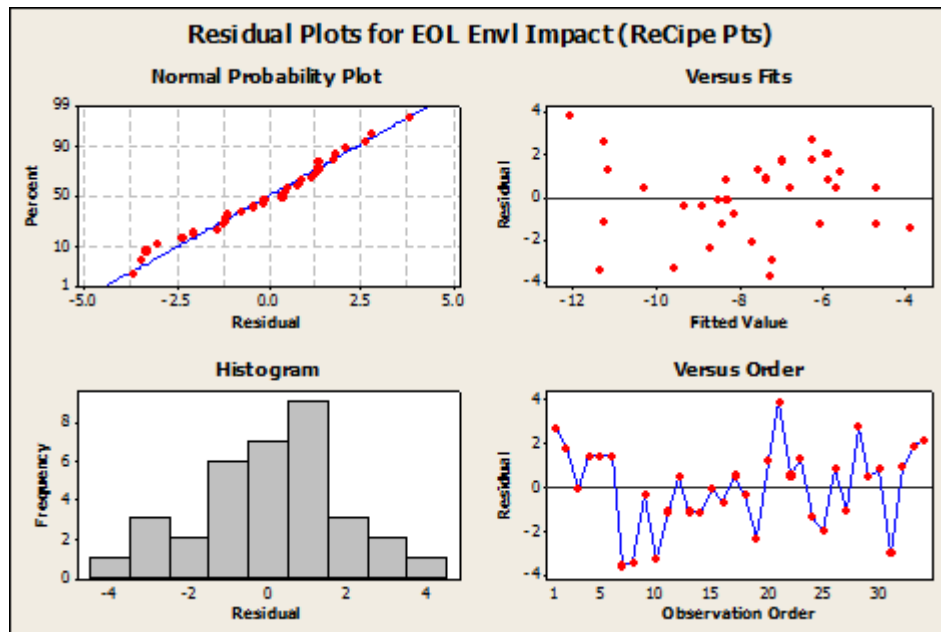 Residual Plots for EOL Envl Impact (ReCipe Pts)
Normal Probability Plot
99
90
50
10
1
Percent
-5.0 -2.5 0.0 2.5 5.0
Residual
Versus Fits
4
2
0
-2
-4
Residual
-12 -10 -8 -6 -4
Fitted Value
Histogram
8
6
4
2
0
Frequency
-4 -2 0 2 4
Residual
Versus Order
4
2
0
-2
-4
Residual
1 5 10 15 20 25 30
Observation Order